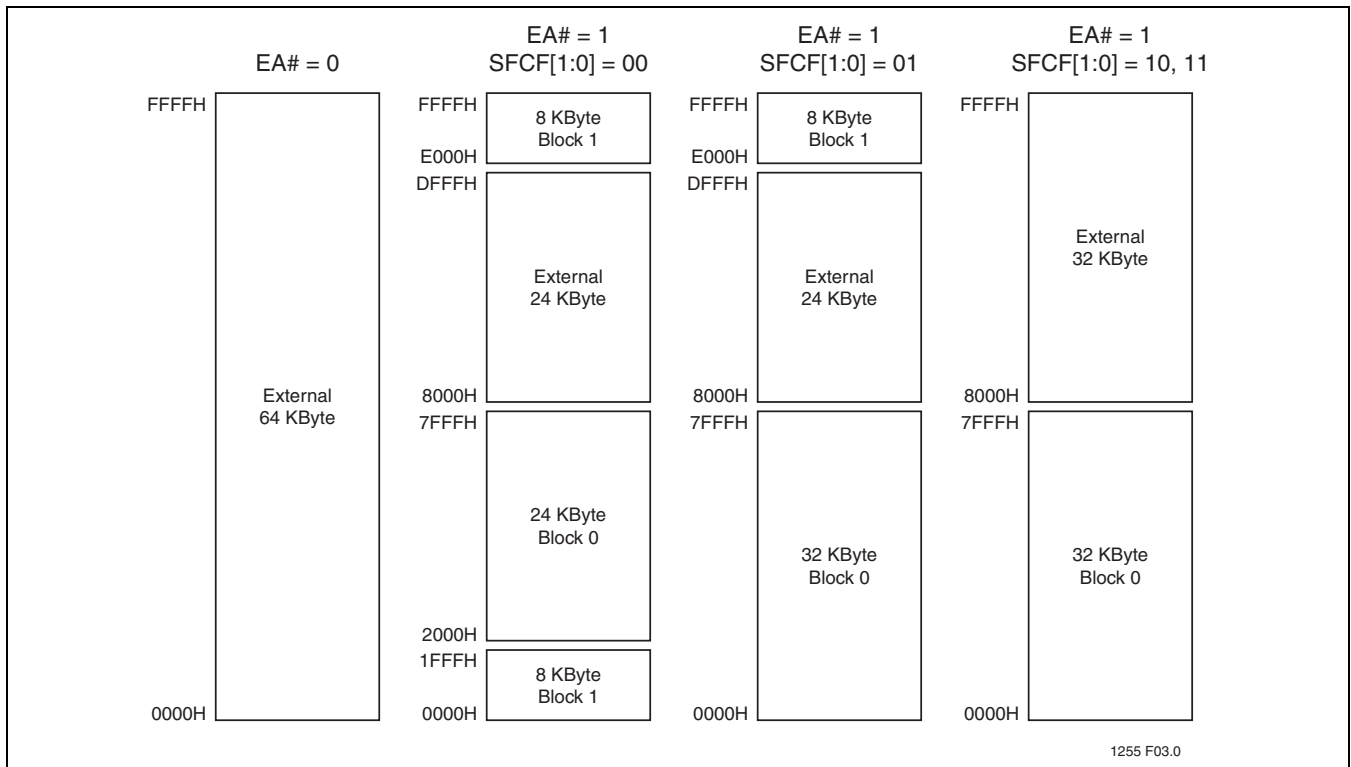 EA# = 0
FFFFH
External
64 KByte
0000H
EA# = 1
SFCF[1:0] = 00
FFFFH
8 KByte
Block 1
E000H
DFFFH
External
24 KByte
8000H
7FFFH
24 KByte
Block 0
2000H
1FFFH
8 KByte
Block 1
0000H
EA# = 1
SFCF[1:0] = 01
FFFFH
8 KByte
Block 1
E000H
DFFFH
External
24 KByte
8000H
7FFFH
32 KByte
Block 0
0000H
EA# = 1
SFCF[1:0] = 10, 11
FFFFH
External
32 KByte
8000H
7FFFH
32 KByte
Block 0
0000H
1255 F03.0